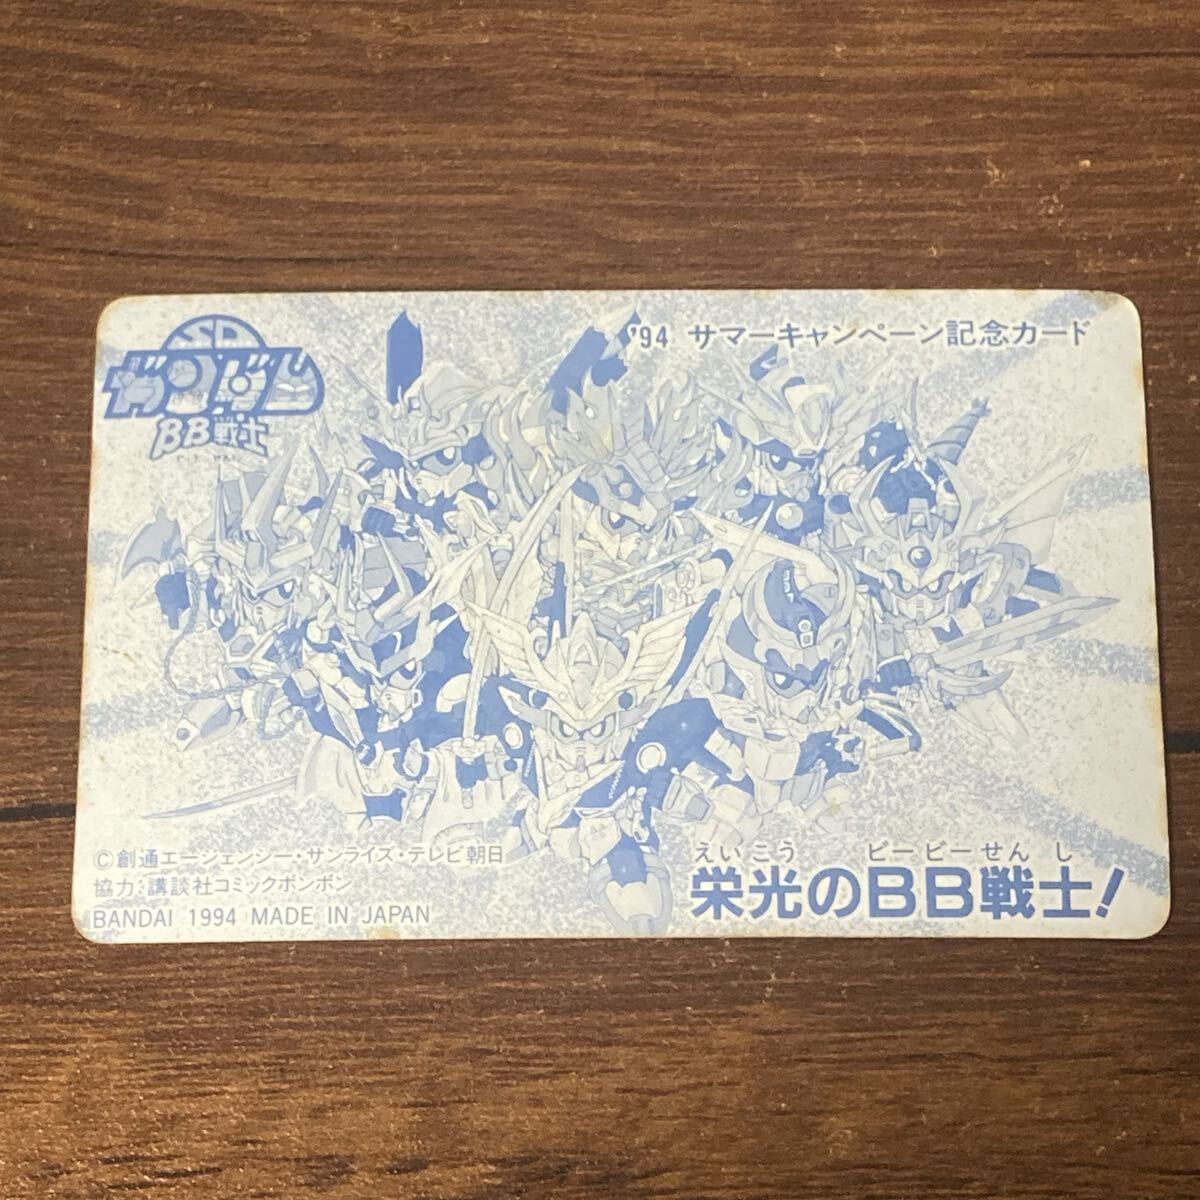 SD
ガンダム
BB戦士
'94 サマーキャンペーン記念カード
©創通エージェンシー・サンライズ・テレビ朝日
協力:講談社コミックボンボン
BANDAI 1994 MADE IN JAPAN
えいこう ビービーせんし
栄光のBB戦士!